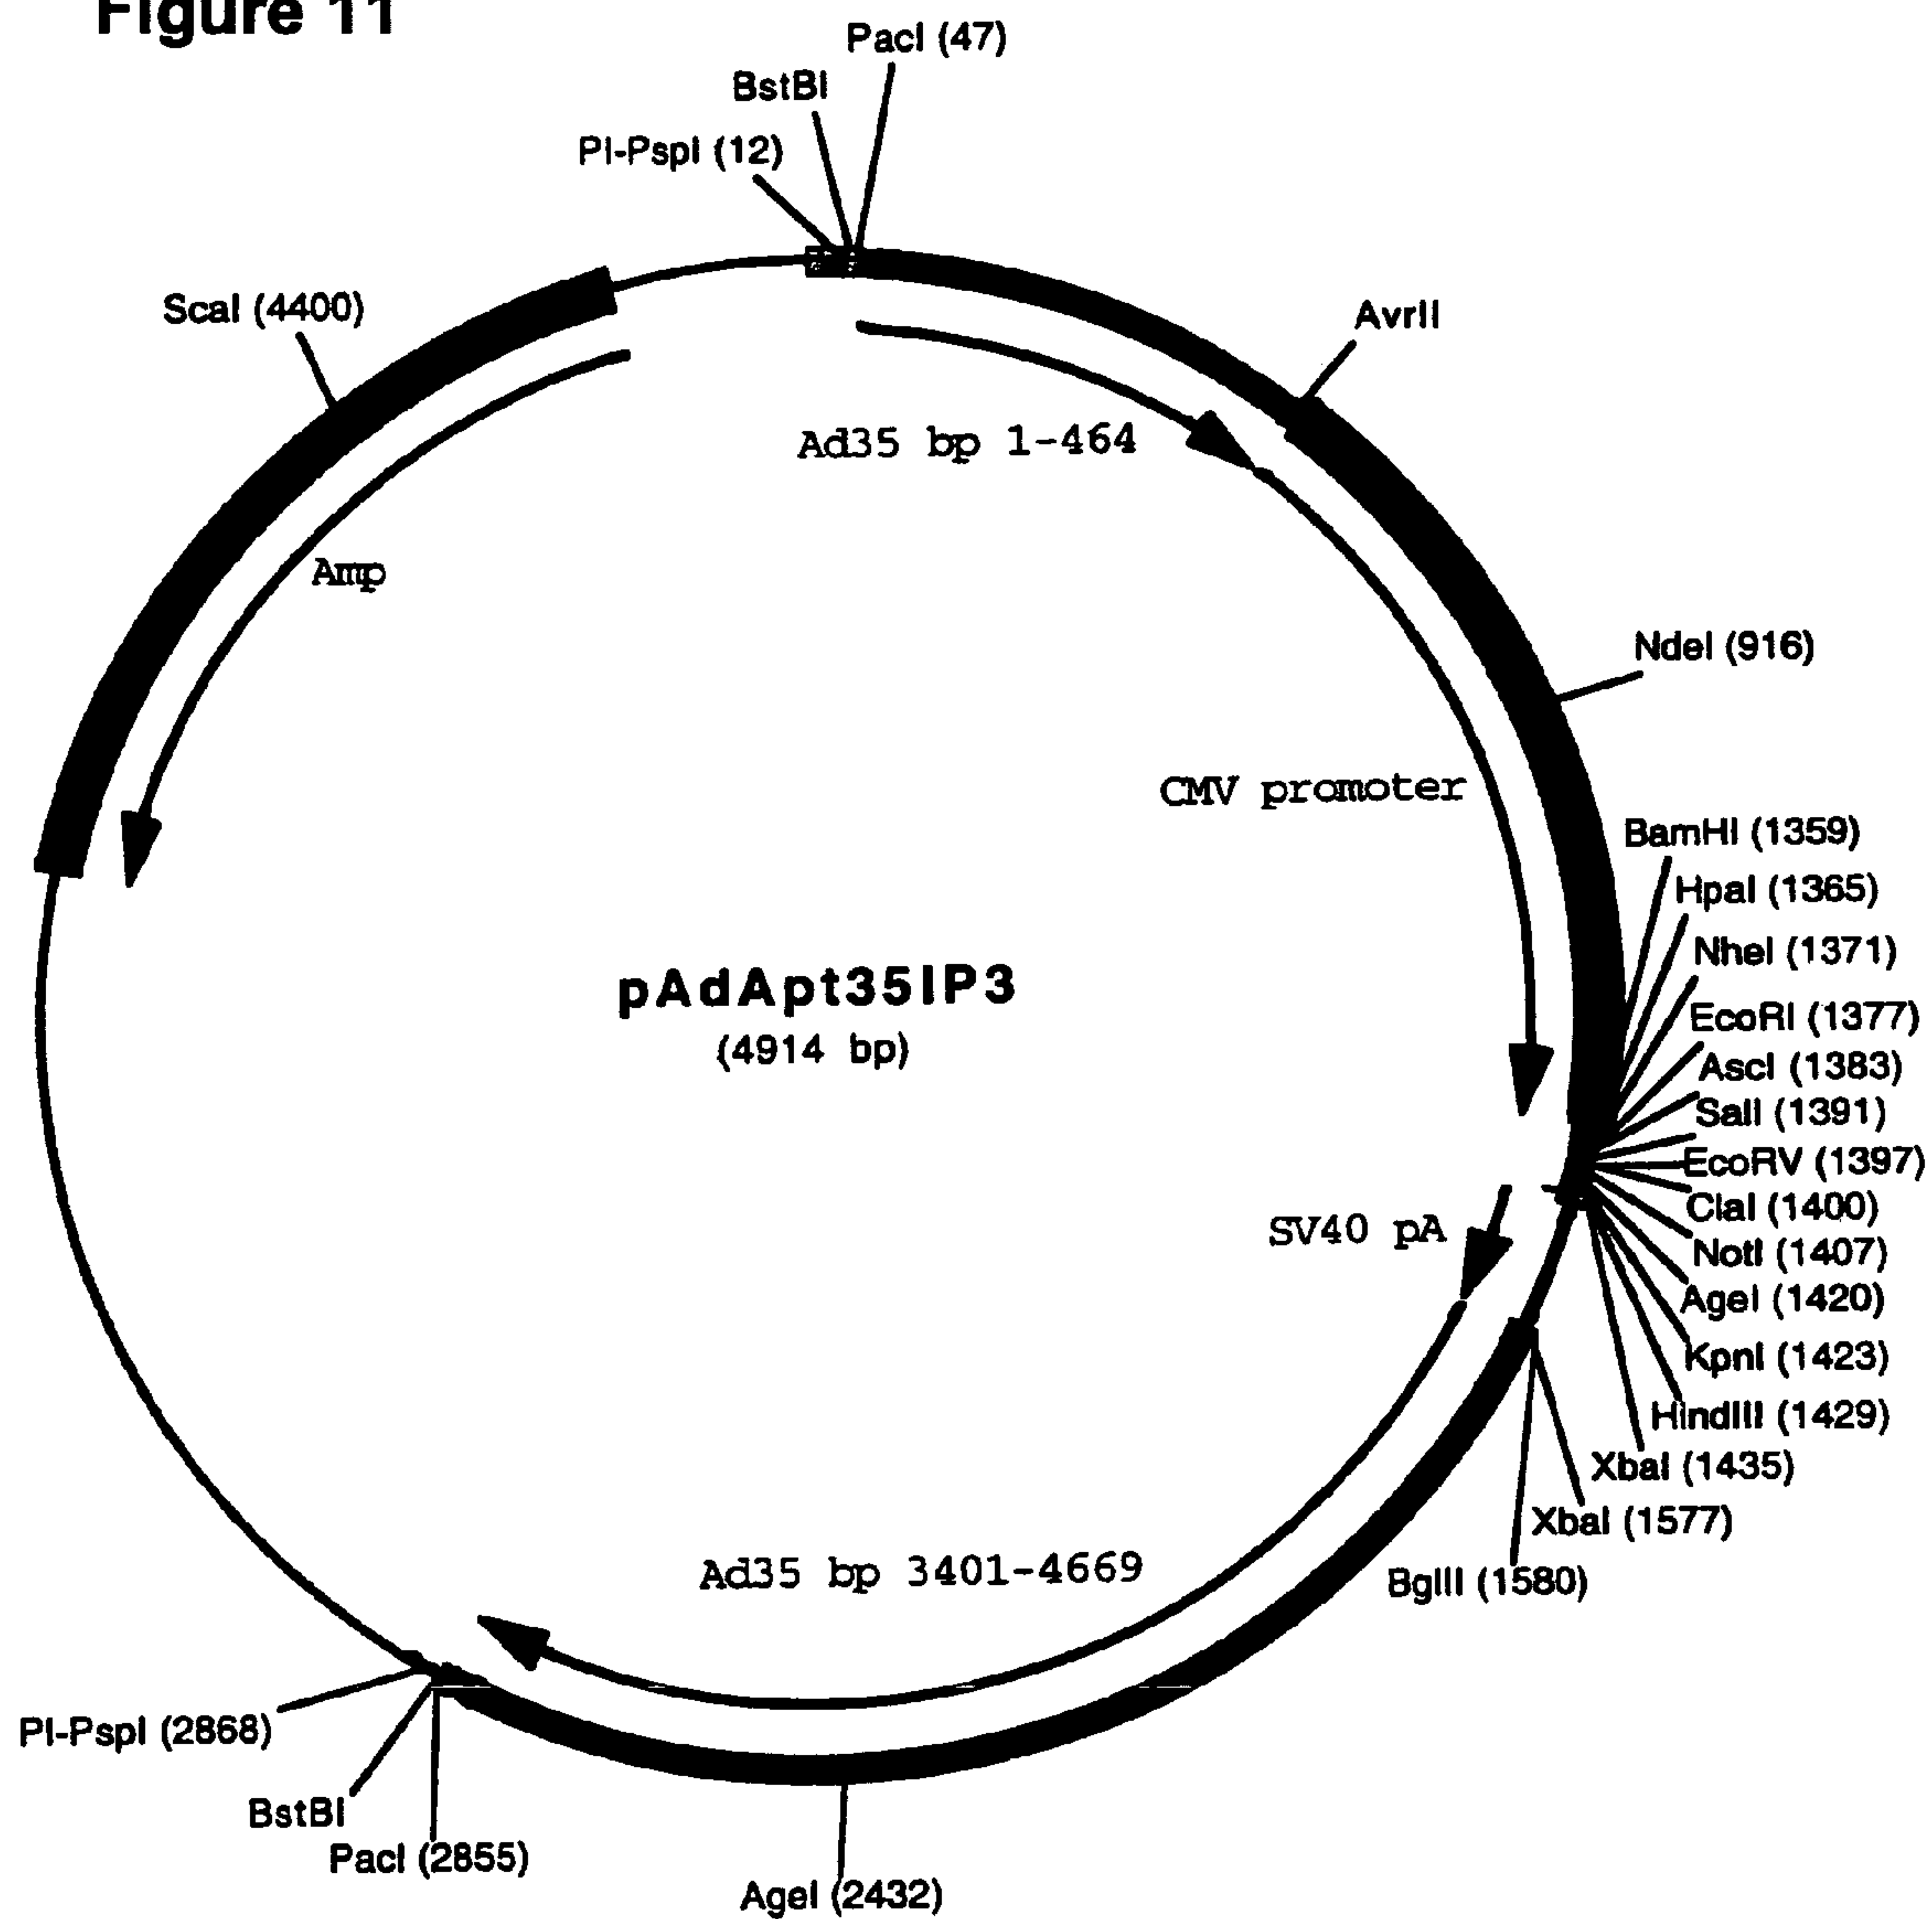 Figure 11
PacI (47)
BstBI
PI-PspI (12)
ScaI (4400)
AvrII
Ad35 bp 1-464
Amp
NdeI (916)
CMV promoter
BamHI (1359)
HpaI (1365)
NheI (1371)
EcoRI (1377)
AscI (1383)
SalI (1391)
EcoRV (1397)
ClaI (1400)
NotI (1407)
AgeI (1420)
KpnI (1423)
HindIII (1429)
XbaI (1435)
XbaI (1577)
BglII (1580)
pAdApt35IP3
(4914 bp)
SV40 pA
Ad35 bp 3401-4669
PI-PspI (2868)
BstBI
PacI (2855)
AgeI (2432)